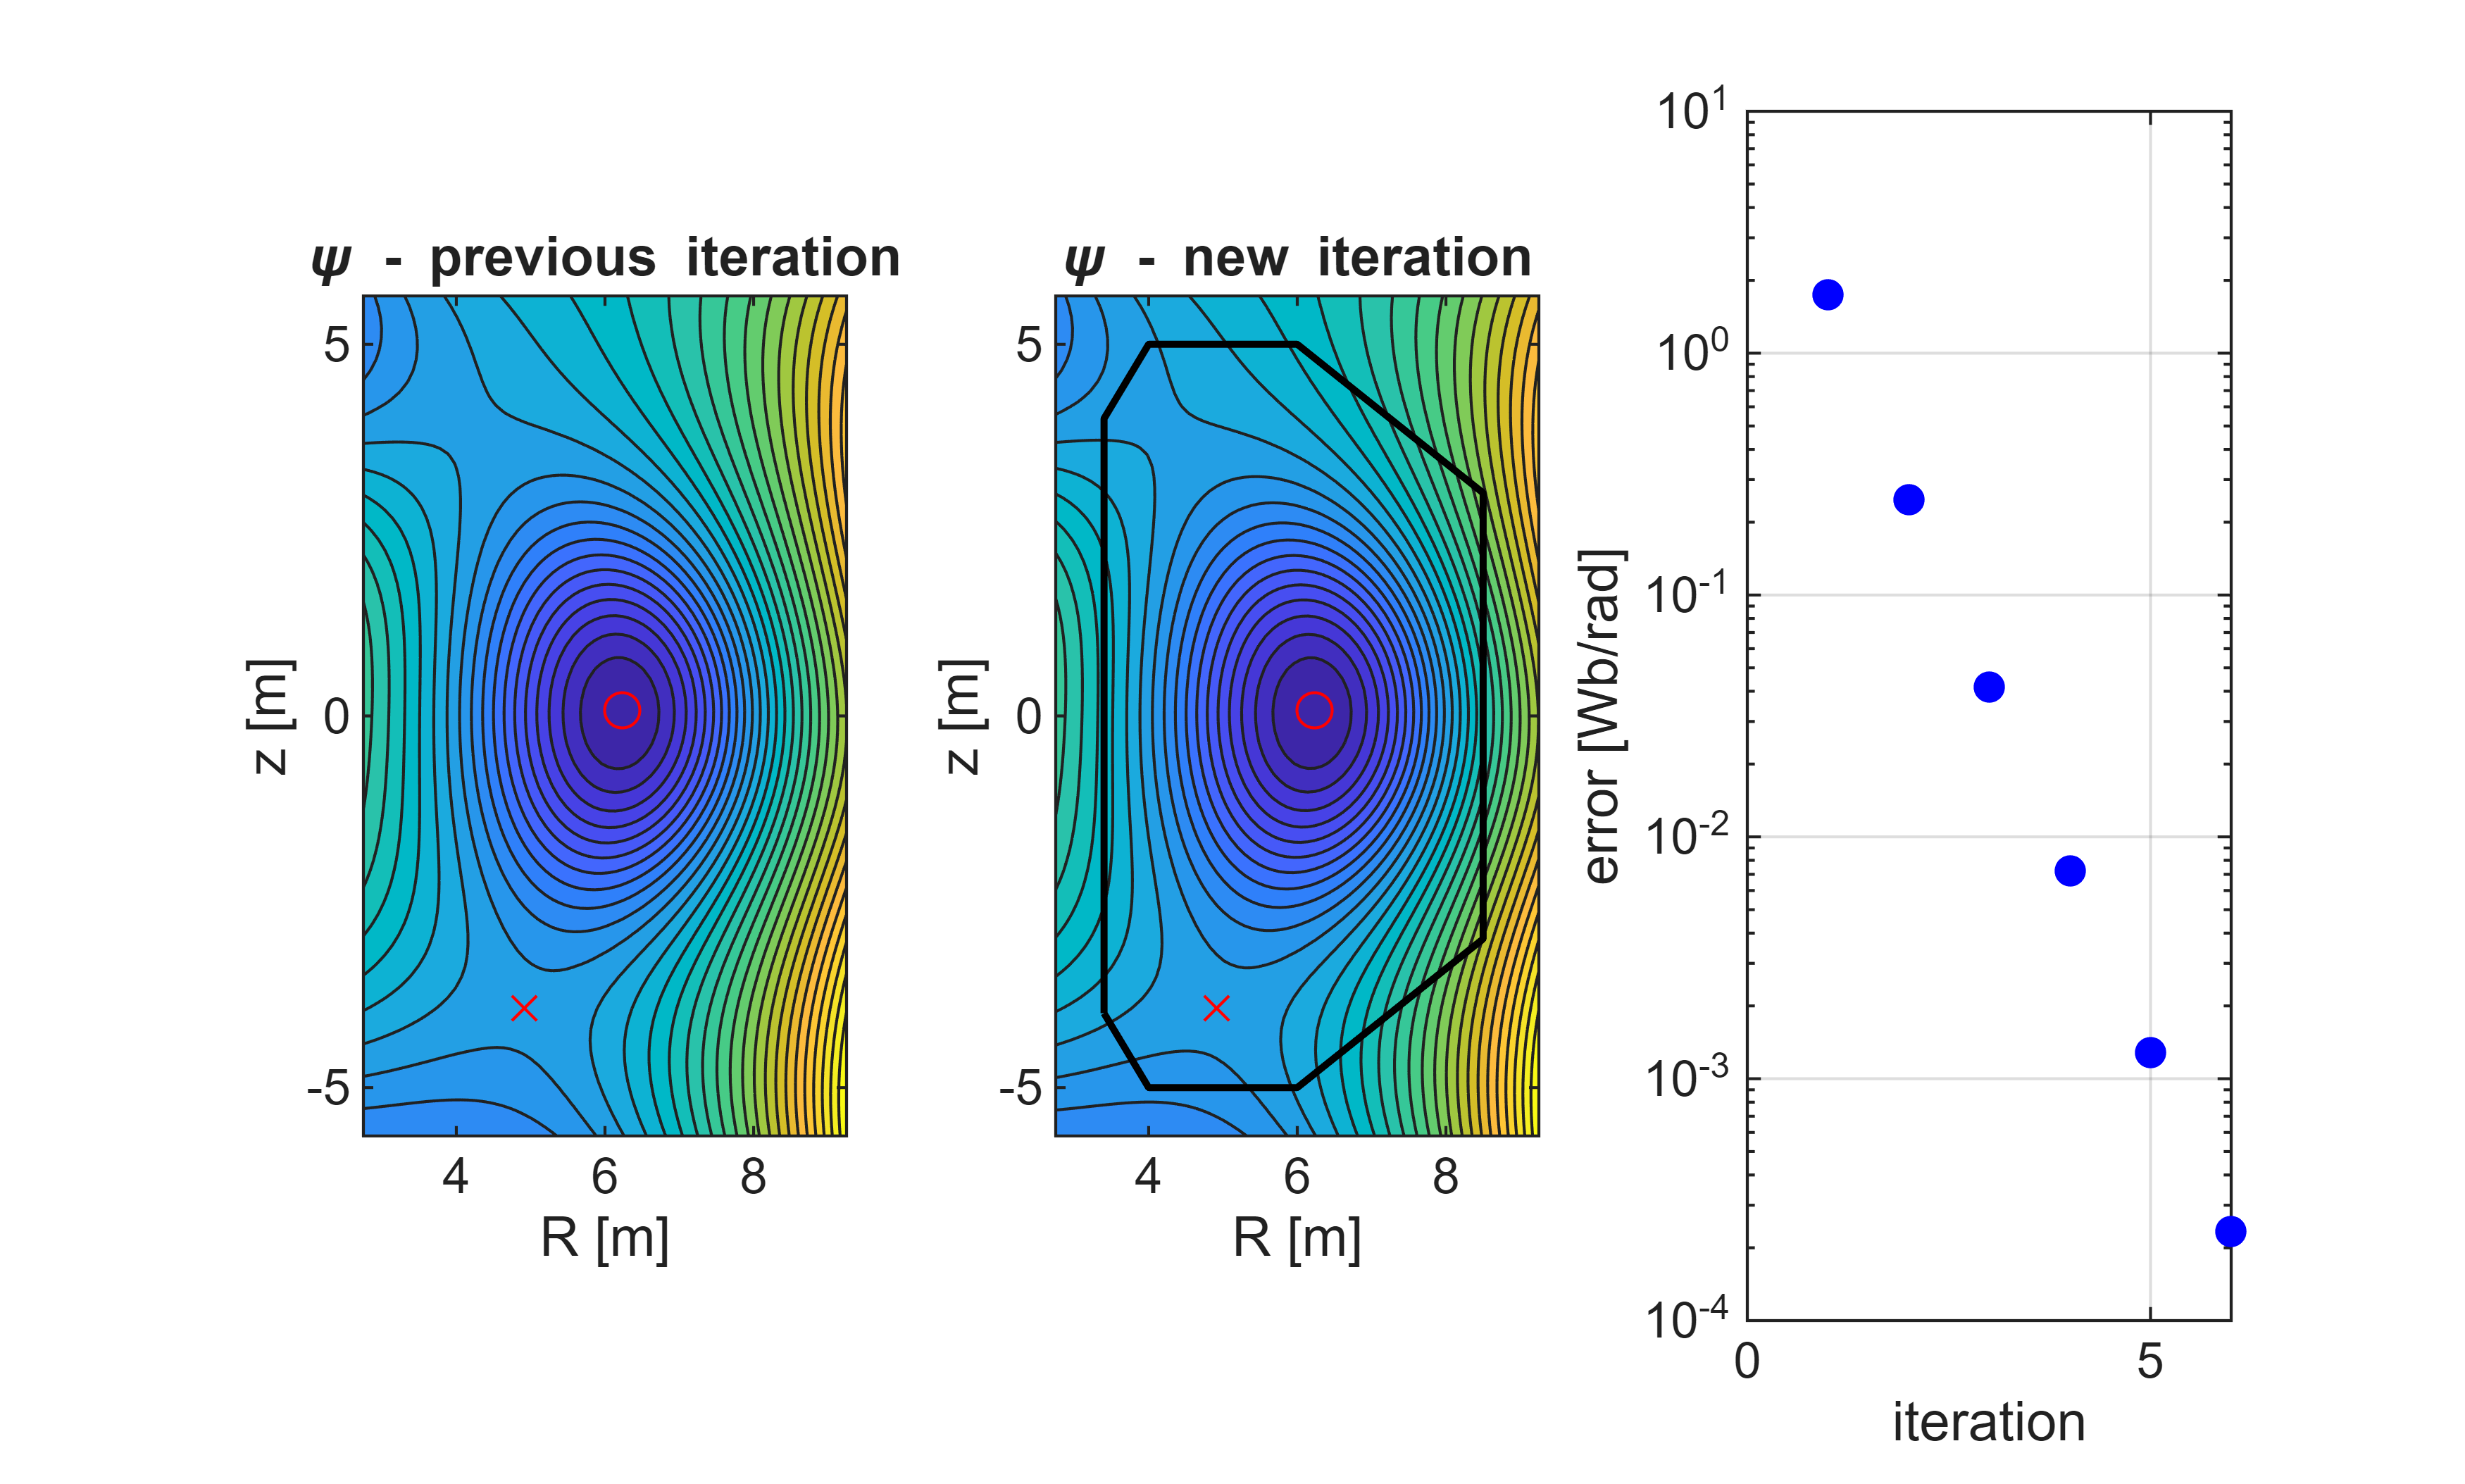 ψ - previous iteration
5
0
-5
z [m]
4 6 8
R [m]
ψ - new iteration
5
0
-5
z [m]
4 6 8
R [m]
10^1
10^0
10^-1
10^-2
10^-3
10^-4
error [Wb/rad]
0 5
iteration